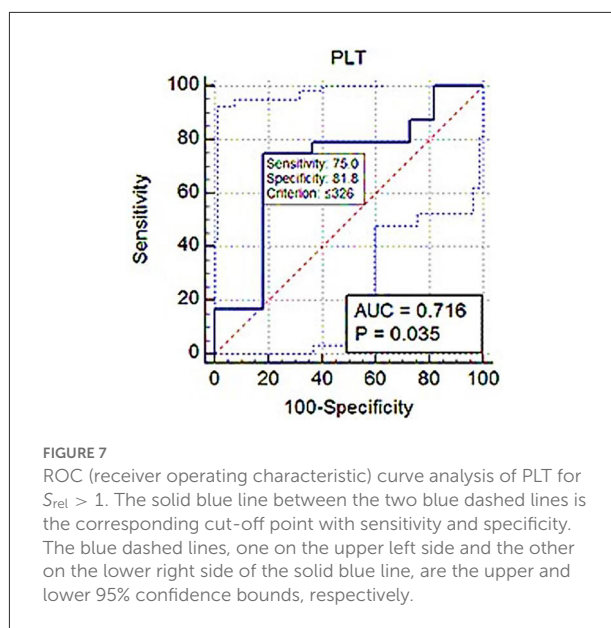 PLT
100
80
60
40
20
0
Sensitivity
Sensitivity: 75.0
Specificity: 81.8
Criterion: ≤326
AUC = 0.716
P = 0.035
0 20 40 60 80 100
100-Specificity
FIGURE 7
ROC (receiver operating characteristic) curve analysis of PLT for
Srel > 1. The solid blue line between the two blue dashed lines is
the corresponding cut-off point with sensitivity and specificity.
The blue dashed lines, one on the upper left side and the other
on the lower right side of the solid blue line, are the upper and
lower 95% confidence bounds, respectively.